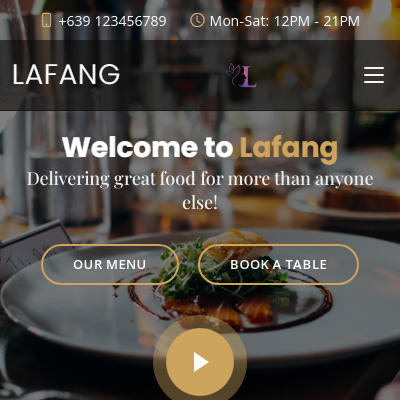 +639 123456789 Mon-Sat: 12PM - 21PM
LAFANG
L
Welcome to Lafang
Delivering great food for more than anyone
else!
OUR MENU BOOK A TABLE